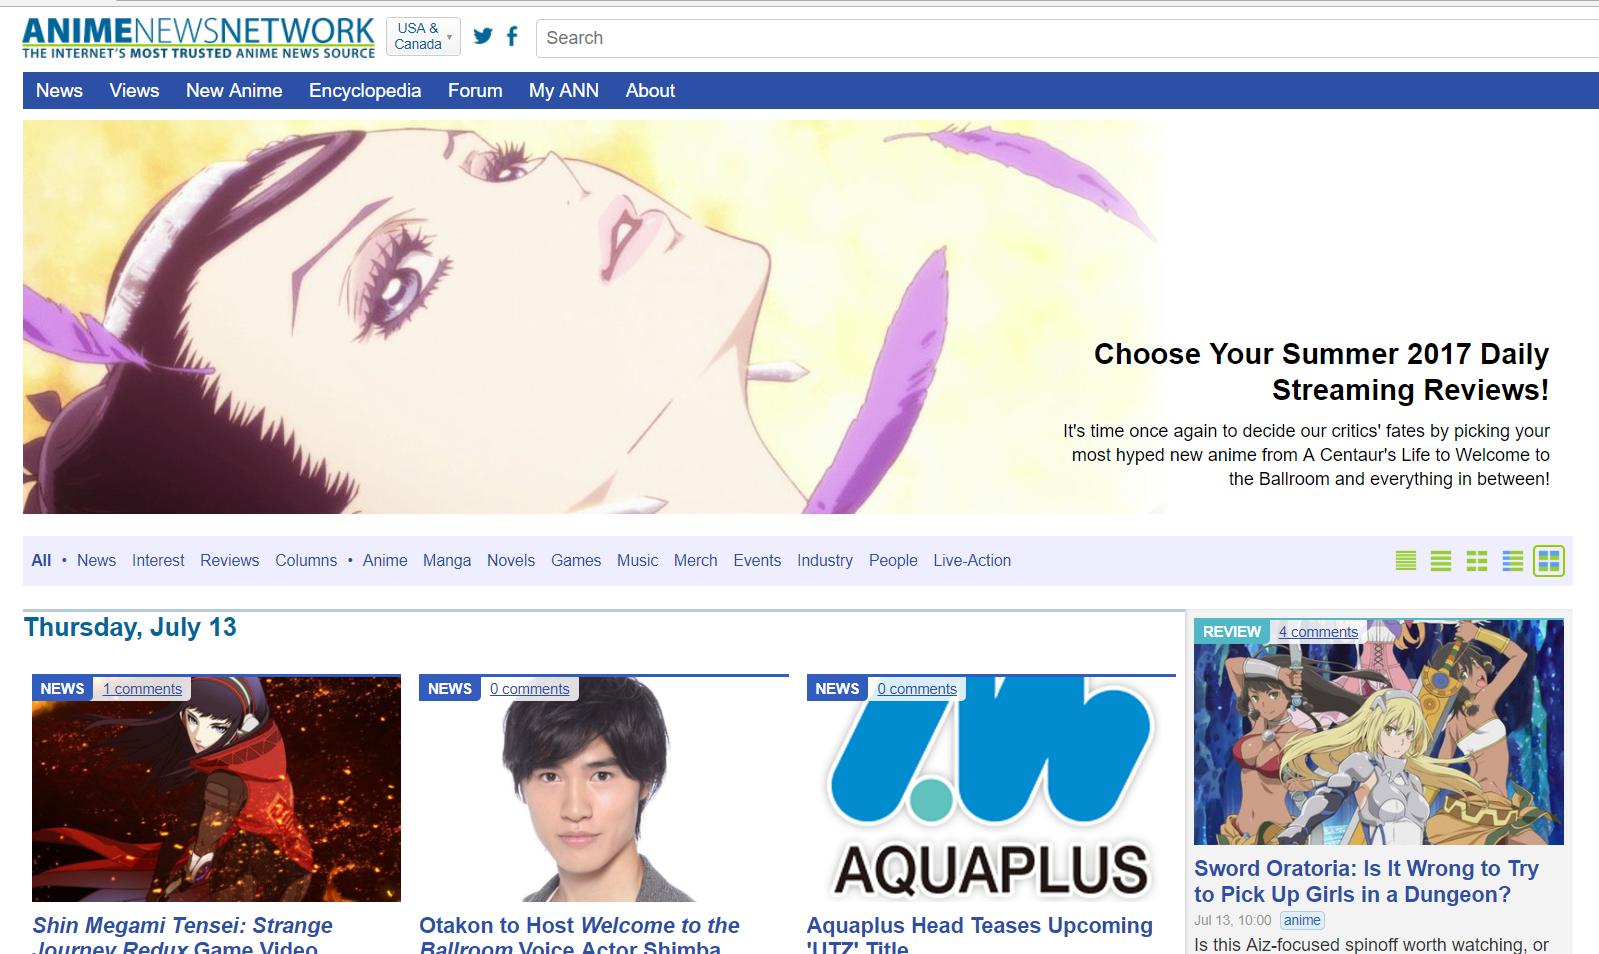 ANIMENEWSNETWORK
THE INTERNET'S MOST TRUSTED ANIME NEWS SOURCE
USA &
Canada
Search
News Views New Anime Encyclopedia Forum My ANN About
Choose Your Summer 2017 Daily
Streaming Reviews!
It's time once again to decide our critics' fates by picking your
most hyped new anime from A Centaur's Life to Welcome to
the Ballroom and everything in between!
All • News Interest Reviews Columns • Anime Manga Novels Games Music Merch Events Industry People Live-Action
Thursday, July 13
NEWS 1 comments
Shin Megami Tensei: Strange
Journey Redux Game Video
NEWS 0 comments
Otakon to Host Welcome to the
Ballroom Voice Actor Shimba
NEWS 0 comments
AQUAPLUS
Aquaplus Head Teases Upcoming
'UTZ' Title
REVIEW 4 comments
Sword Oratoria: Is It Wrong to Try
to Pick Up Girls in a Dungeon?
Jul 13, 10:00 anime
Is this Aiz-focused spinoff worth watching, or